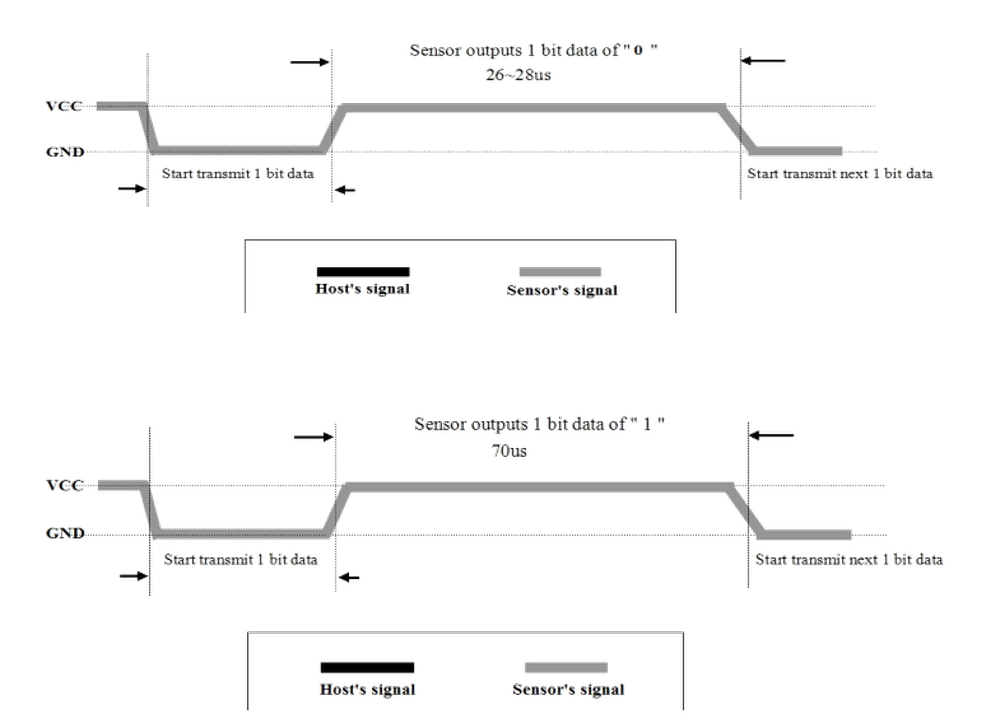 Sensor outputs 1 bit data of " 0 "
26~28us
VCC
GND
Start transmit 1 bit data
Start transmit next 1 bit data
Host's signal
Sensor's signal
Sensor outputs 1 bit data of " 1 "
70us
VCC
GND
Start transmit 1 bit data
Start transmit next 1 bit data
Host's signal
Sensor's signal